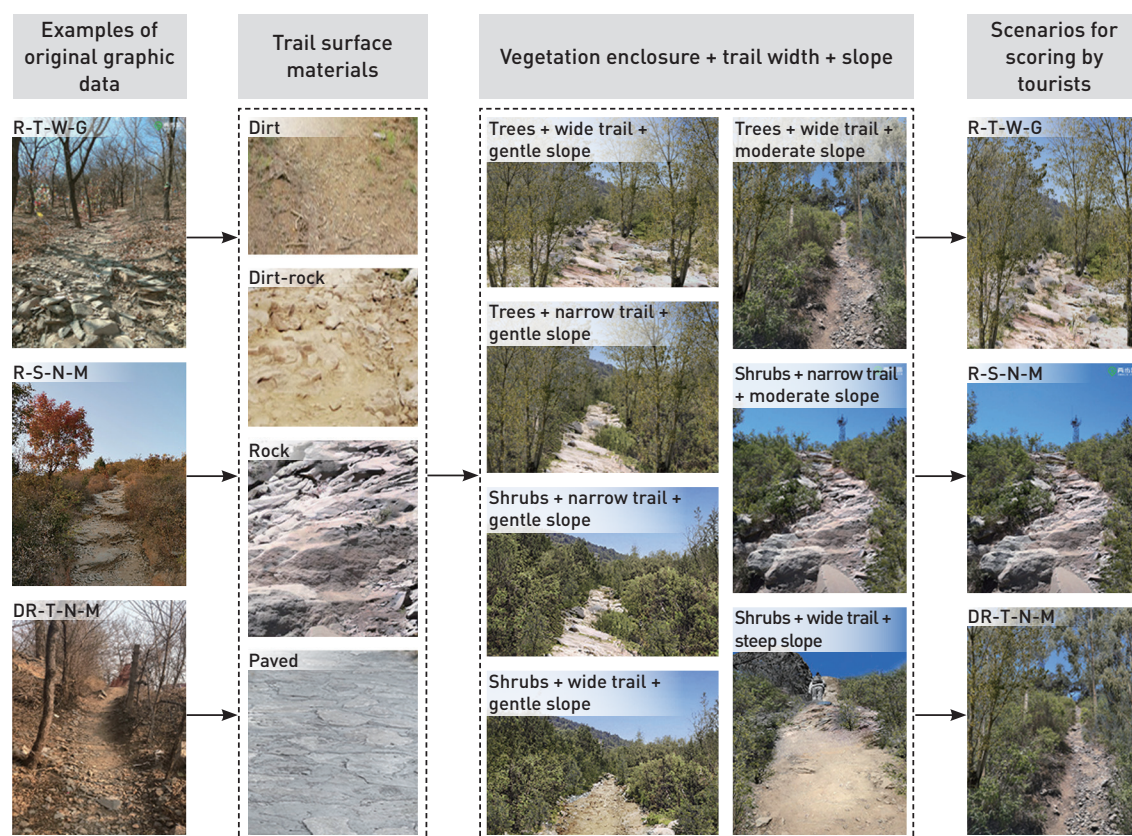 Examples of
original graphic
data
Trail surface
materials
Vegetation enclosure + trail width + slope
Scenarios for
scoring by
tourists
R-T-W-G
R-S-N-M
DR-T-N-M
Dirt
Dirt-rock
Rock
Paved
Trees + wide trail +
gentle slope
Trees + narrow trail +
gentle slope
Shrubs + narrow trail +
gentle slope
Shrubs + wide trail +
gentle slope
Trees + wide trail +
moderate slope
Shrubs + narrow trail
+ moderate slope
Shrubs + wide trail +
steep slope
R-T-W-G
R-S-N-M
DR-T-N-M